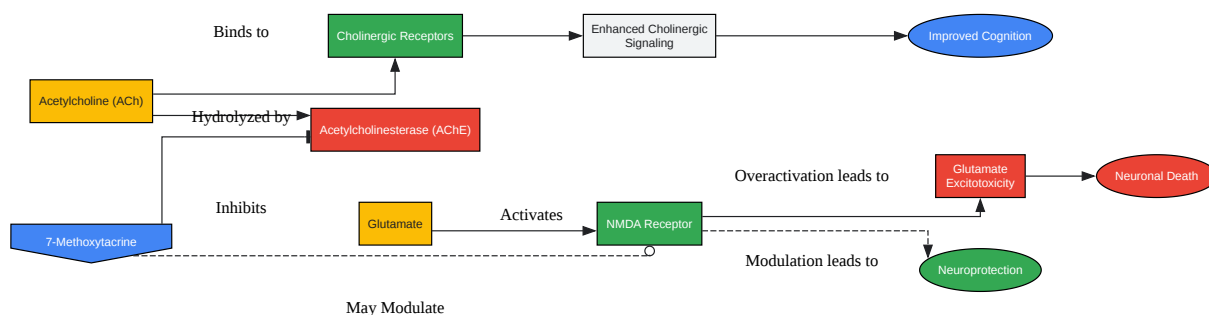 Binds to
Cholinergic Receptors
Enhanced Cholinergic
Signaling
Improved Cognition
Acetylcholine (ACh)
Hydrolyzed by
Acetylcholinesterase (AChE)
Overactivation leads to
Glutamate
Excitotoxicity
Neuronal Death
Inhibits
Glutamate
Activates
NMDA Receptor
7-Methoxytacrine
Modulation leads to
Neuroprotection
May Modulate